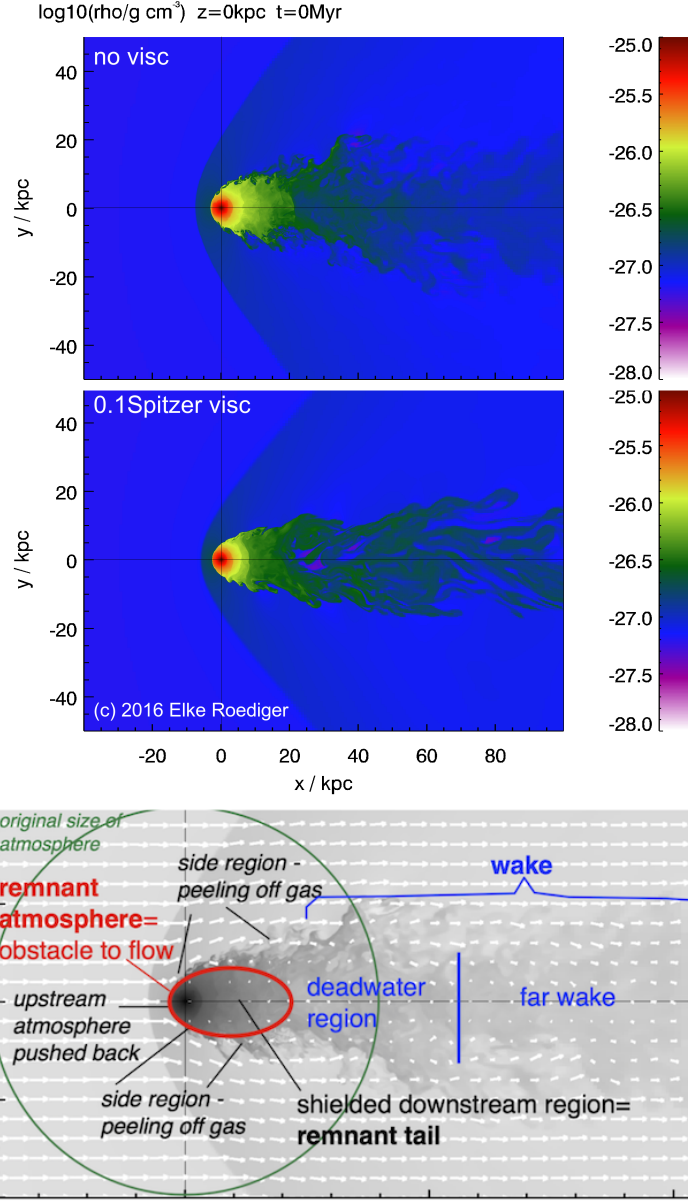 log10(rho/g cm⁻³) z=0kpc t=0Myr
no visc
40
20
0
-20
-40
y / kpc
-25.0
-25.5
-26.0
-26.5
-27.0
-27.5
-28.0
0.1Spitzer visc
40
20
0
-20
-40
y / kpc
-25.0
-25.5
-26.0
-26.5
-27.0
-27.5
-28.0
(c) 2016 Elke Roediger
-20 0 20 40 60 80
x / kpc
original size of
atmosphere
side region -
peeling off gas
wake
remnant
atmosphere=
obstacle to flow
upstream
atmosphere
pushed back
deadwater
region
far wake
side region -
peeling off gas
shielded downstream region=
remnant tail